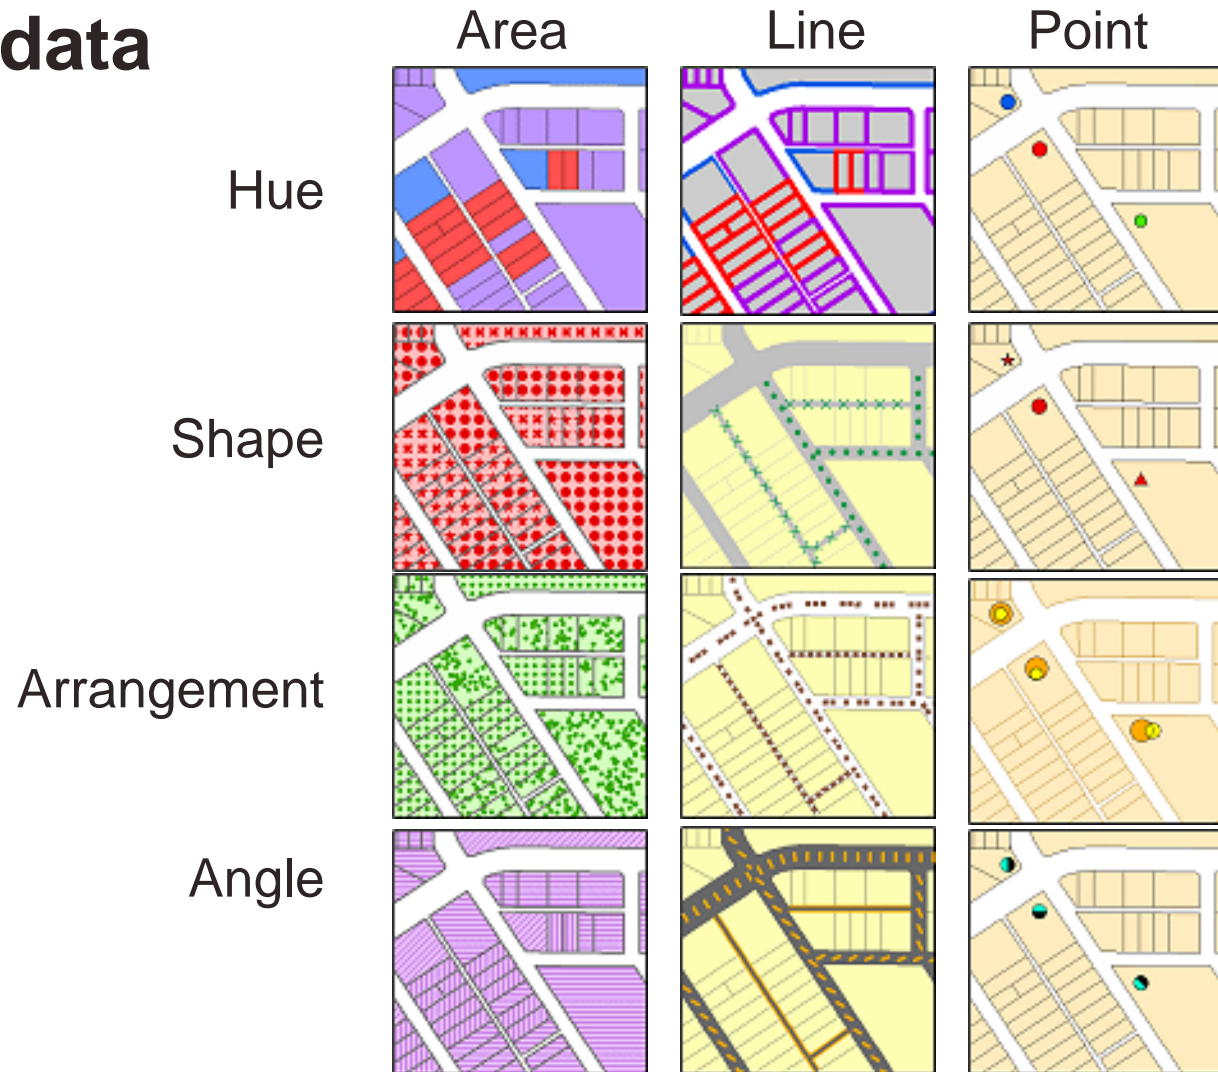 data
Area Line Point
Hue
Shape
Arrangement
Angle